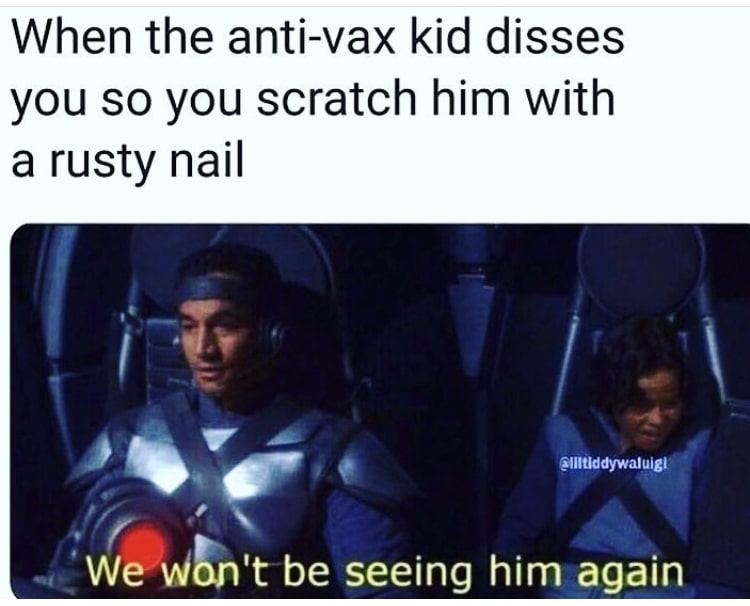 When the anti-vax kid disses
you so you scratch him with
a rusty nail
@liltiddywaluigi
We won't be seeing him again